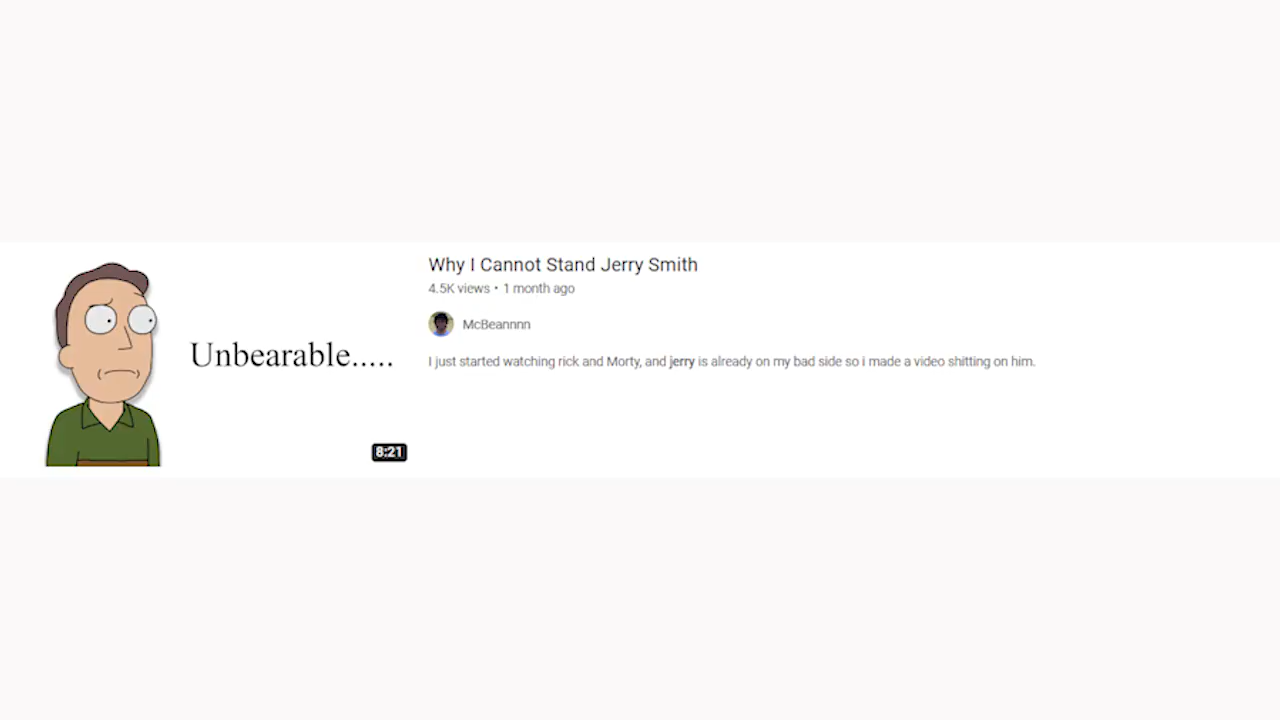 Why I Cannot Stand Jerry Smith
4.5K views • 1 month ago
McBeannnn
Unbearable.....
I just started watching rick and Morty, and jerry is already on my bad side so i made a video shitting on him.
8:21